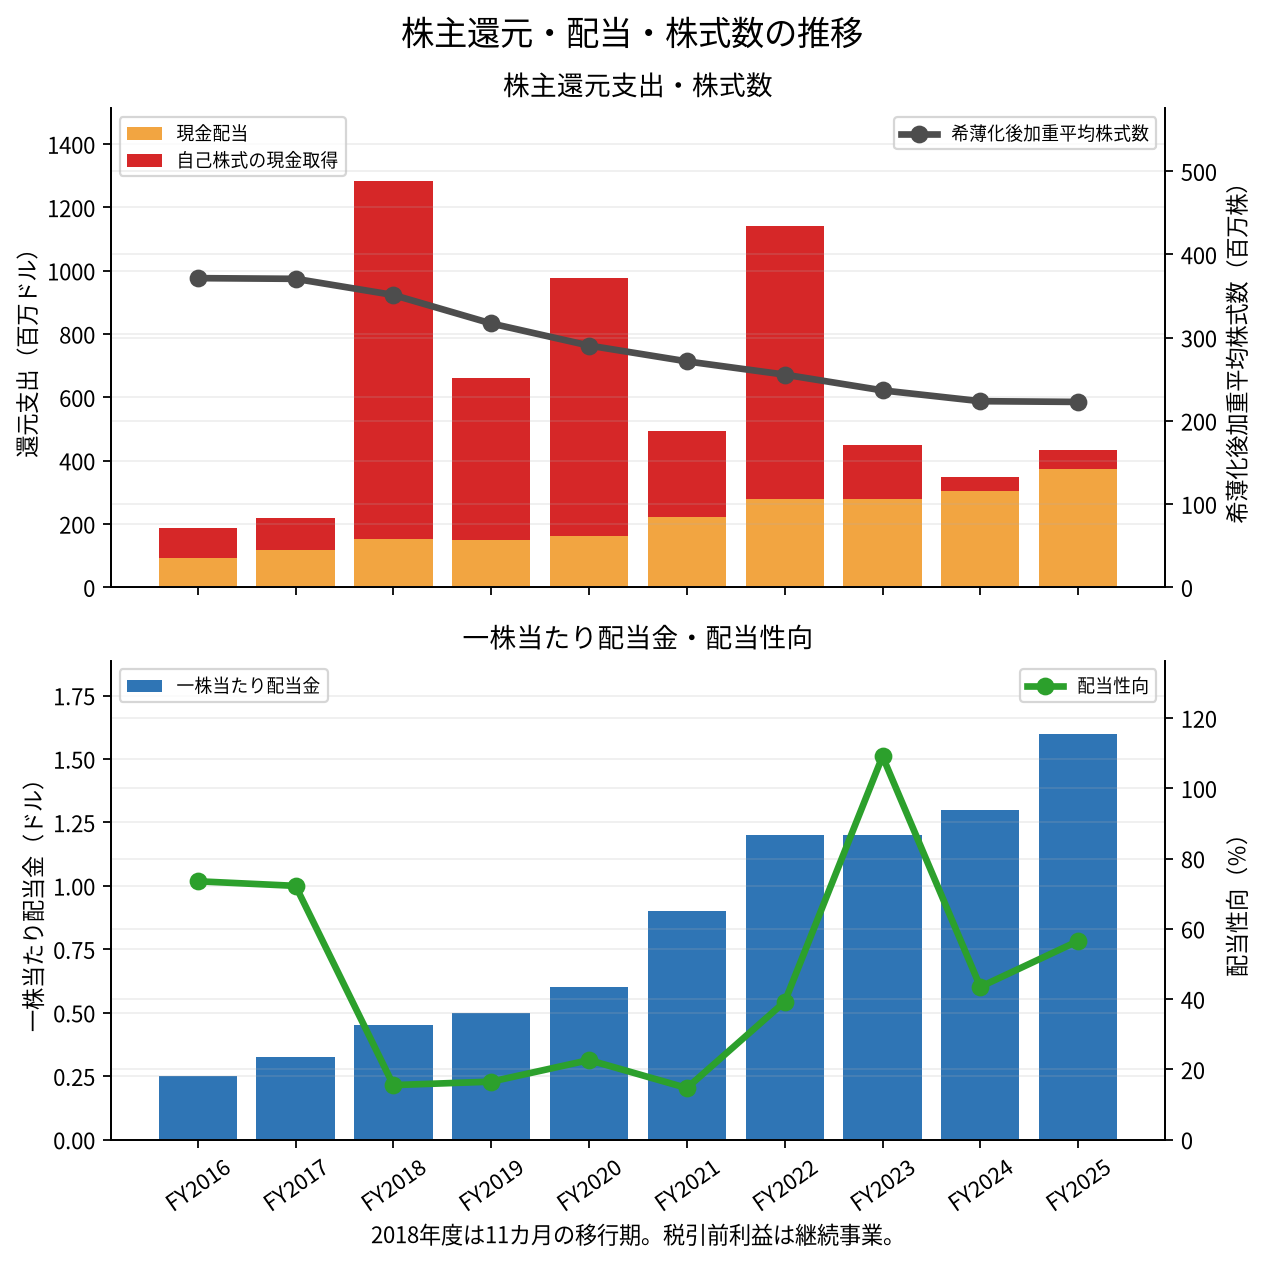 株主還元・配当・株式数の推移
株主還元支出・株式数
現金配当
自己株式の現金取得
希薄化後加重平均株式数
還元支出（百万ドル）
1400
1200
1000
800
600
400
200
0
500
400
300
200
100
0
希薄化後加重平均株式数（百万株）
一株当たり配当金・配当性向
一株当たり配当金
配当性向
一株当たり配当金（ドル）
1.75
1.50
1.25
1.00
0.75
0.50
0.25
0.00
120
100
80
60
40
20
0
配当性向（%）
FY2016
FY2017
FY2018
FY2019
FY2020
FY2021
FY2022
FY2023
FY2024
FY2025
2018年度は11カ月の移行期。税引前利益は継続事業。